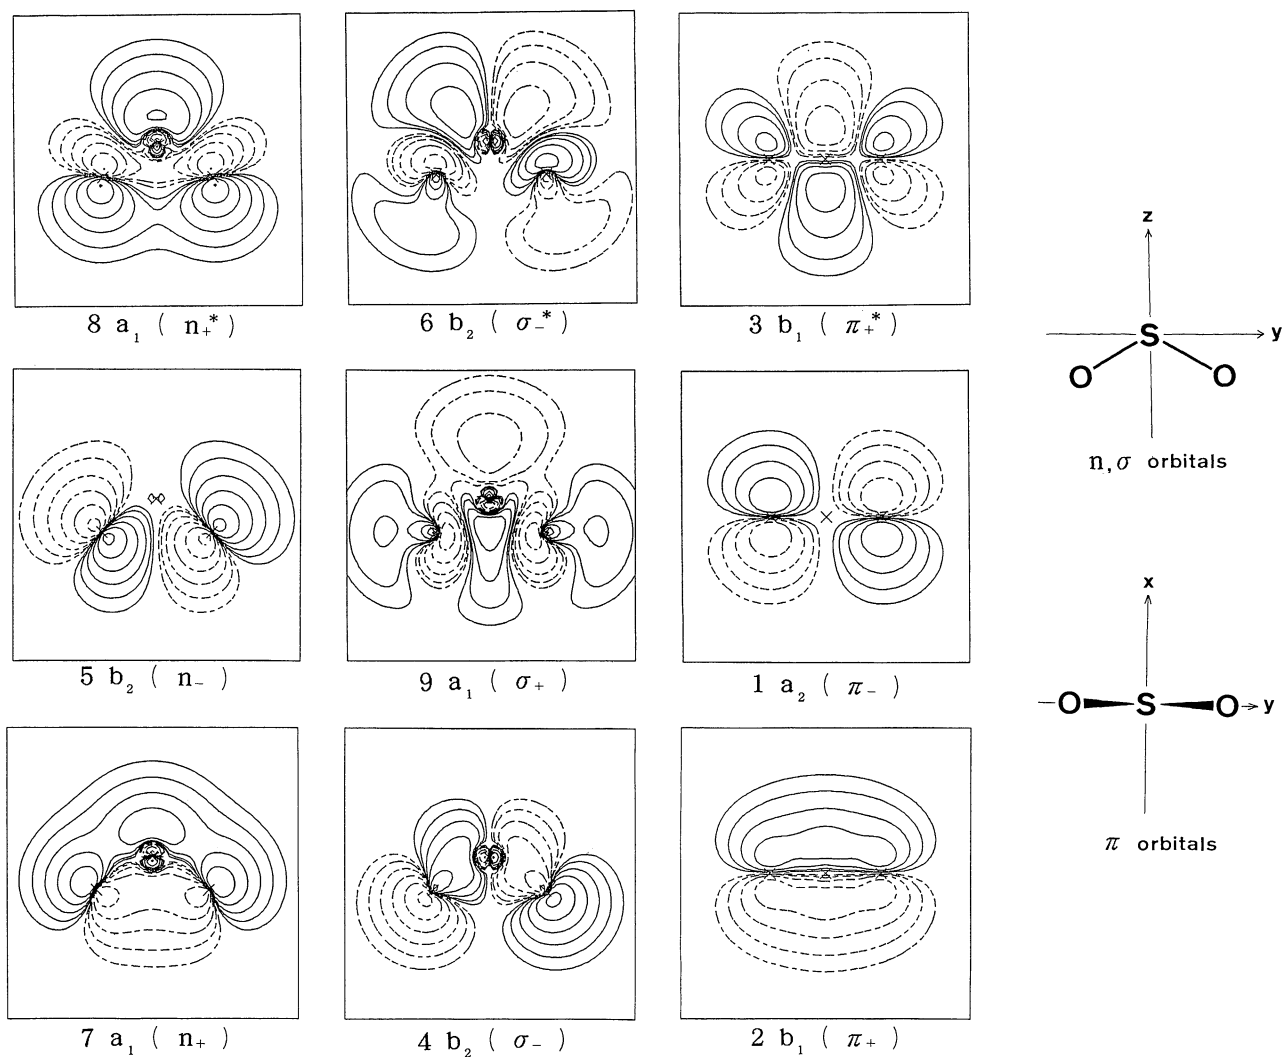 8 a₁ ( n₊* )
6 b₂ ( σ₋* )
3 b₁ ( π₊* )
5 b₂ ( n₋ )
9 a₁ ( σ₊ )
1 a₂ ( π₋ )
7 a₁ ( n₊ )
4 b₂ ( σ₋ )
2 b₁ ( π₊ )
z
S
y
O
O
n, σ orbitals
x
O S O y
π orbitals